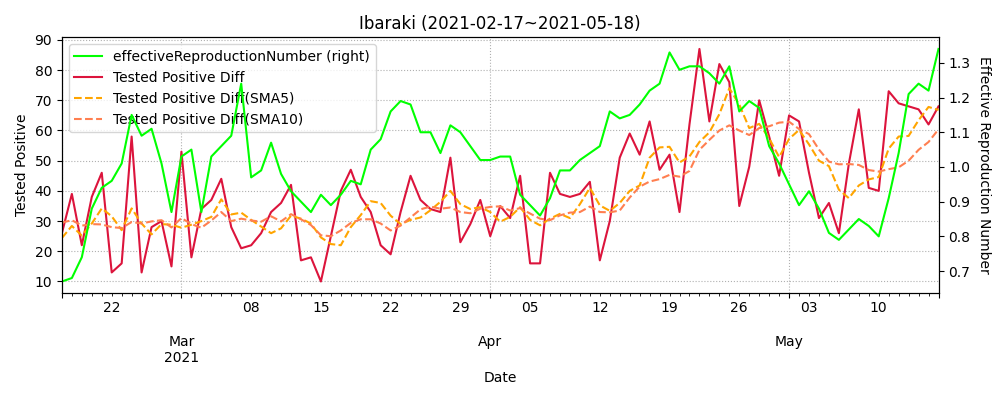 Ibaraki (2021-02-17~2021-05-18)
effectiveReproductionNumber (right)
Tested Positive Diff
Tested Positive Diff(SMA5)
Tested Positive Diff(SMA10)
Tested Positive
90
80
70
60
50
40
30
20
10
1.3
1.2
1.1
1.0
0.9
0.8
0.7
Effective Reproduction Number
22 08 15 22 29 05 12 19 26 03 10
Mar Apr May
2021
Date